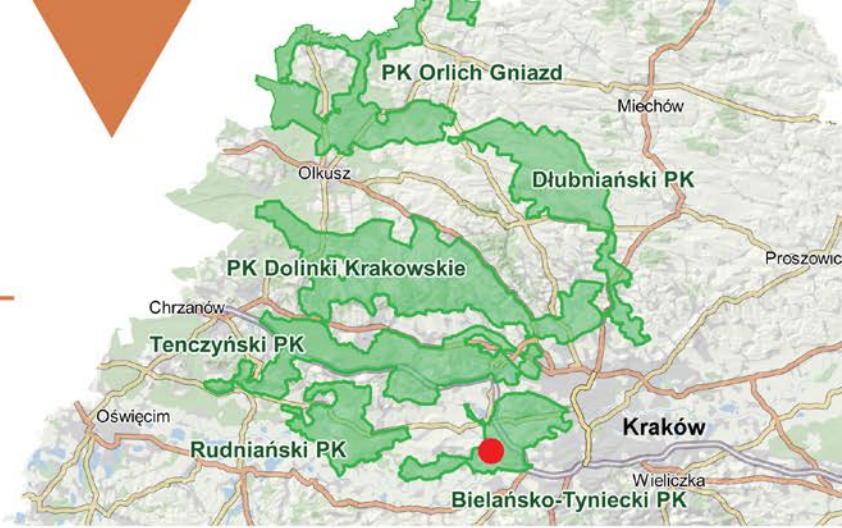 PK Orlich Gniazd
Miechów
Olkusz
Dłubniański PK
Proszowic
PK Dolinki Krakowskie
Chrzanów
Tenczyński PK
Oświęcim
Kraków
Rudniański PK
Wieliczka
Bielańsko-Tyniecki PK